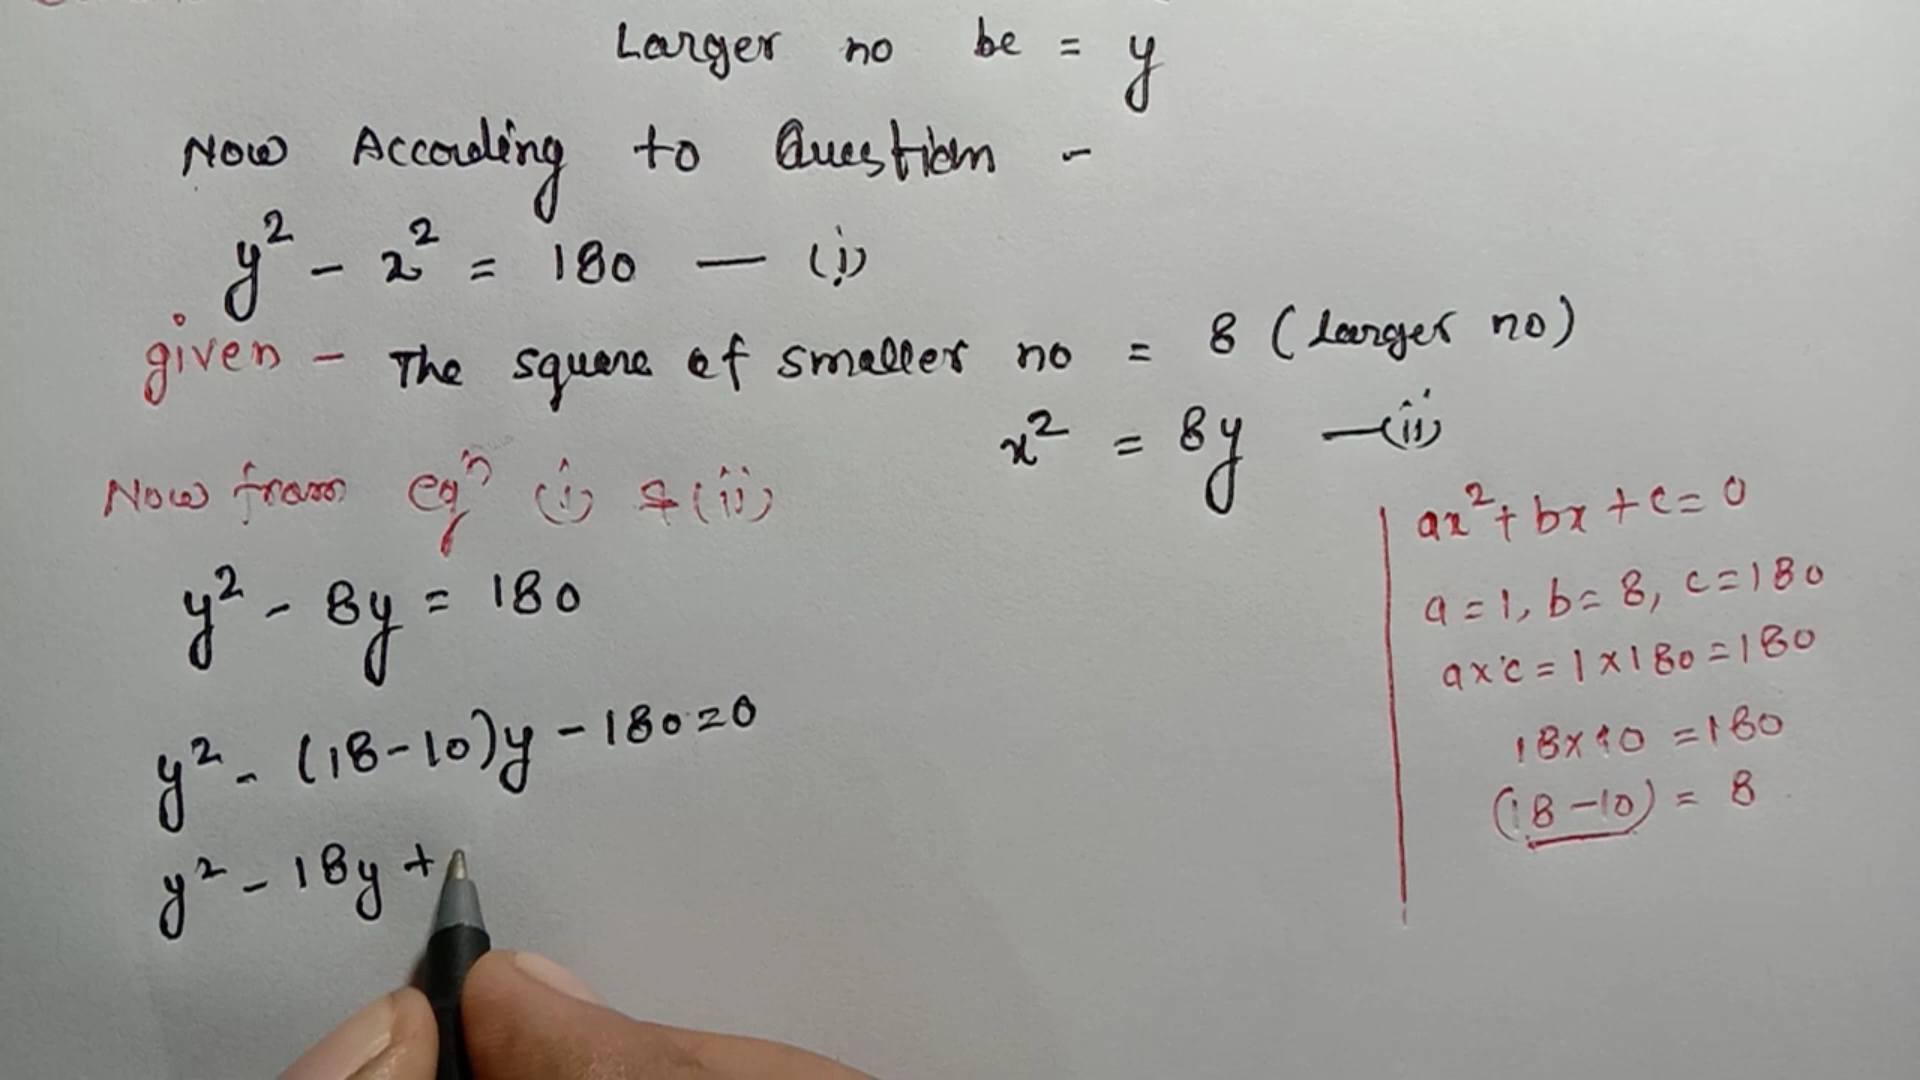 Larger no be = y
Now According to Question -
y² - x² = 180 — (i)
given - The square of smaller no = 8 (Larger no)
x² = 8y — (ii)
Now from eqⁿ (i) & (ii)
y² - 8y = 180
y² - (18-10)y - 180 = 0
y² - 18y +
ax² + bx + c = 0
a = 1, b = 8, c = 180
a x c = 1 x 180 = 180
18 x 10 = 180
(18 - 10) = 8